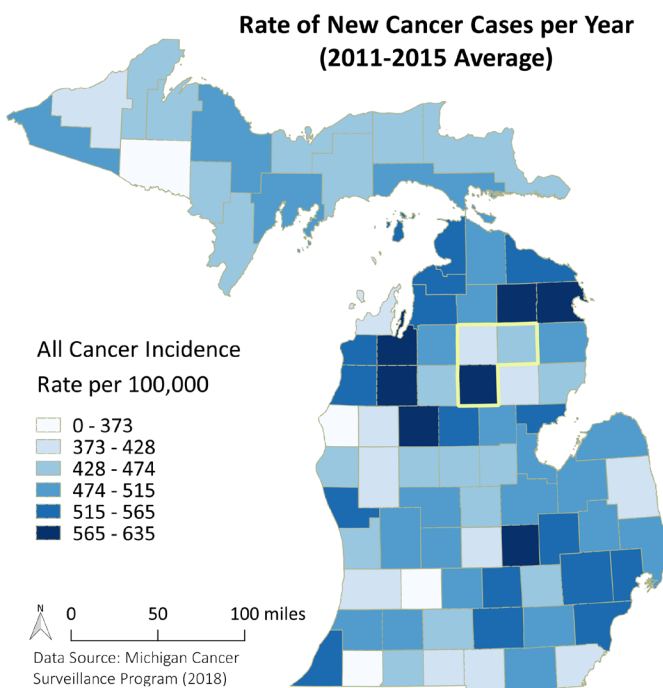 Rate of New Cancer Cases per Year
(2011-2015 Average)
All Cancer Incidence
Rate per 100,000
0 - 373
373 - 428
428 - 474
474 - 515
515 - 565
565 - 635
N
0 50 100 miles
Data Source: Michigan Cancer
Surveillance Program (2018)